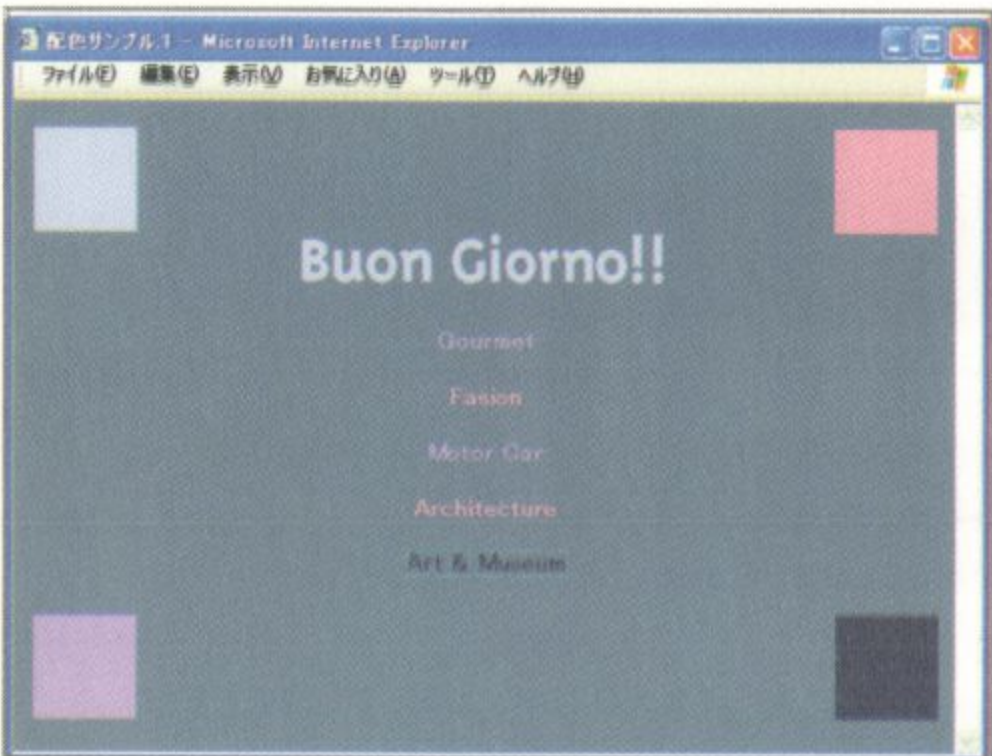 配色サンプル.1 - Microsoft Internet Explorer
ファイル(F) 編集(E) 表示(V) お気に入り(A) ツール(T) ヘルプ(H)
Buon Giorno!!
Gourmet
Fasion
Motor Car
Architecture
Art & Museum